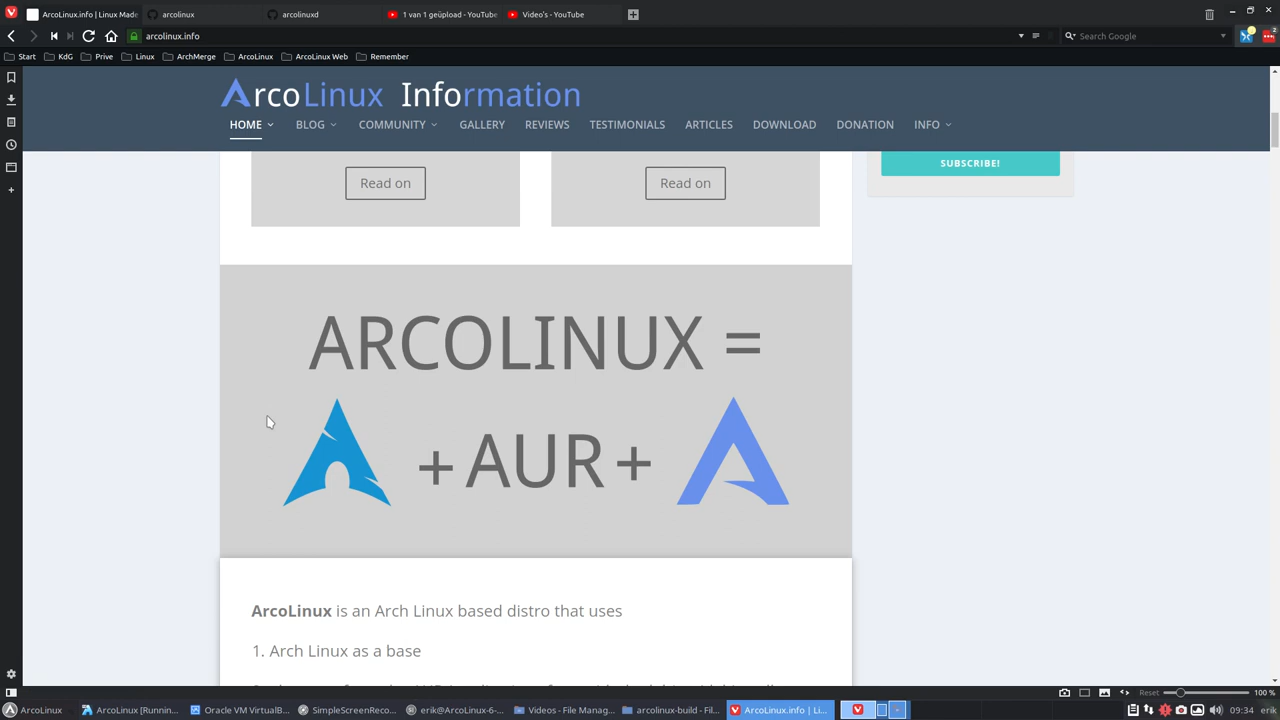 ArcoLinux.info | Linux Made
arcolinux
arcolinuxd
1 van 1 geüpload - YouTube
Video's - YouTube
arcolinux.info
Search Google
Start
KdG
Prive
Linux
ArchMerge
ArcoLinux
ArcoLinux Web
Remember
ArcoLinux Information
HOME
BLOG
COMMUNITY
GALLERY
REVIEWS
TESTIMONIALS
ARTICLES
DOWNLOAD
DONATION
INFO
Read on
Read on
SUBSCRIBE!
ARCOLINUX =
+ AUR +
ArcoLinux is an Arch Linux based distro that uses
1. Arch Linux as a base
Reset
100 %
ArcoLinux
ArcoLinux [Runnin...
Oracle VM VirtualB...
SimpleScreenReco...
erik@ArcoLinux-6-...
Videos - File Manag...
arcolinux-build - Fil...
ArcoLinux.info | Li...
09:34
erik